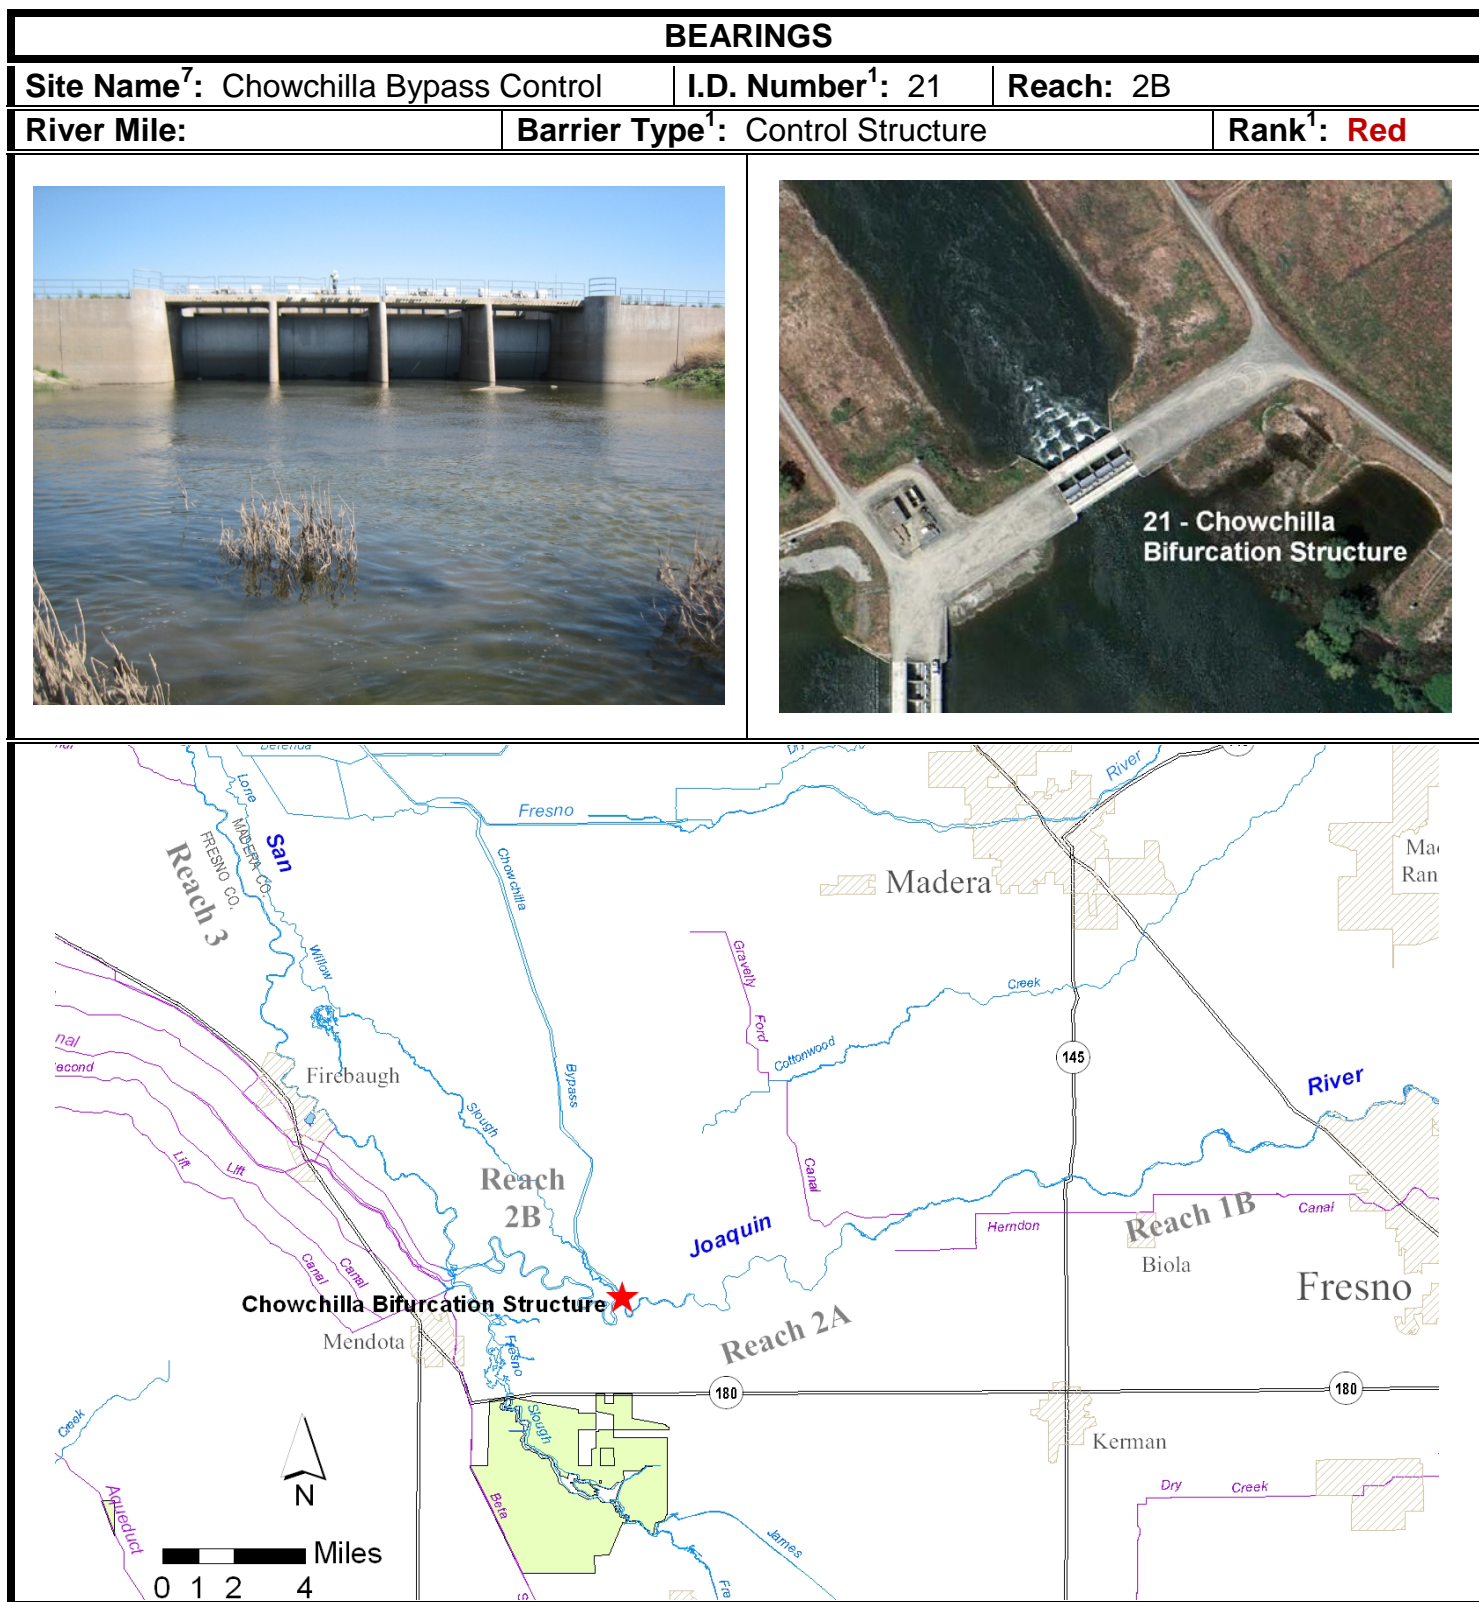 BEARINGS
Site Name7: Chowchilla Bypass Control
I.D. Number1: 21
Reach: 2B
River Mile:
Barrier Type1: Control Structure
Rank1: Red
21 - Chowchilla
Bifurcation Structure
Fresno
River
Lone
MADERA CO.
FRESNO CO.
San
Reach 3
Chowchilla
Madera
Willow
Gravelly
Ford
Creek
Cottonwood
145
Firebaugh
Bypass
River
Slough
Lift
Lift
Reach
2B
Canal
Joaquin
Herndon
Reach 1B
Canal
Biola
Canal
Canal
Fresno
Chowchilla Bifurcation Structure
Mendota
Fresno
Reach 2A
180
180
Creek
Slough
Kerman
N
Aqueduct
Beta
Dry
Creek
James
Miles
0 1 2 4